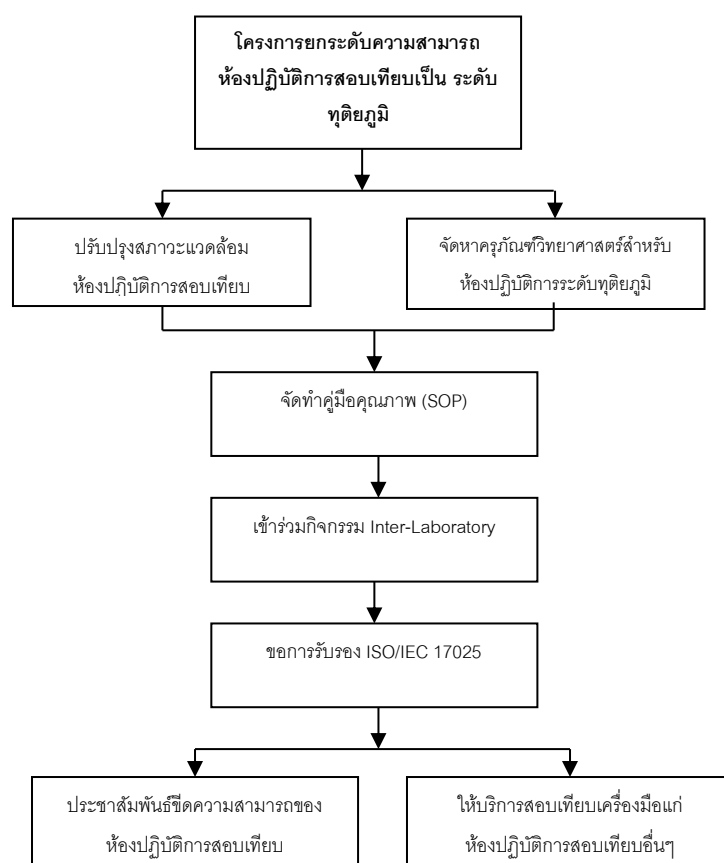 โครงการยกระดับความสามารถ
ห้องปฏิบัติการสอบเทียบเป็น ระดับ
ทุติยภูมิ
ปรับปรุงสภาวะแวดล้อม
ห้องปฏิบัติการสอบเทียบ
จัดหาครุภัณฑ์วิทยาศาสตร์สำหรับ
ห้องปฏิบัติการระดับทุติยภูมิ
จัดทำคู่มือคุณภาพ (SOP)
เข้าร่วมกิจกรรม Inter-Laboratory
ขอการรับรอง ISO/IEC 17025
ประชาสัมพันธ์ขีดความสามารถของ
ห้องปฏิบัติการสอบเทียบ
ให้บริการสอบเทียบเครื่องมือแก่
ห้องปฏิบัติการสอบเทียบอื่นๆ